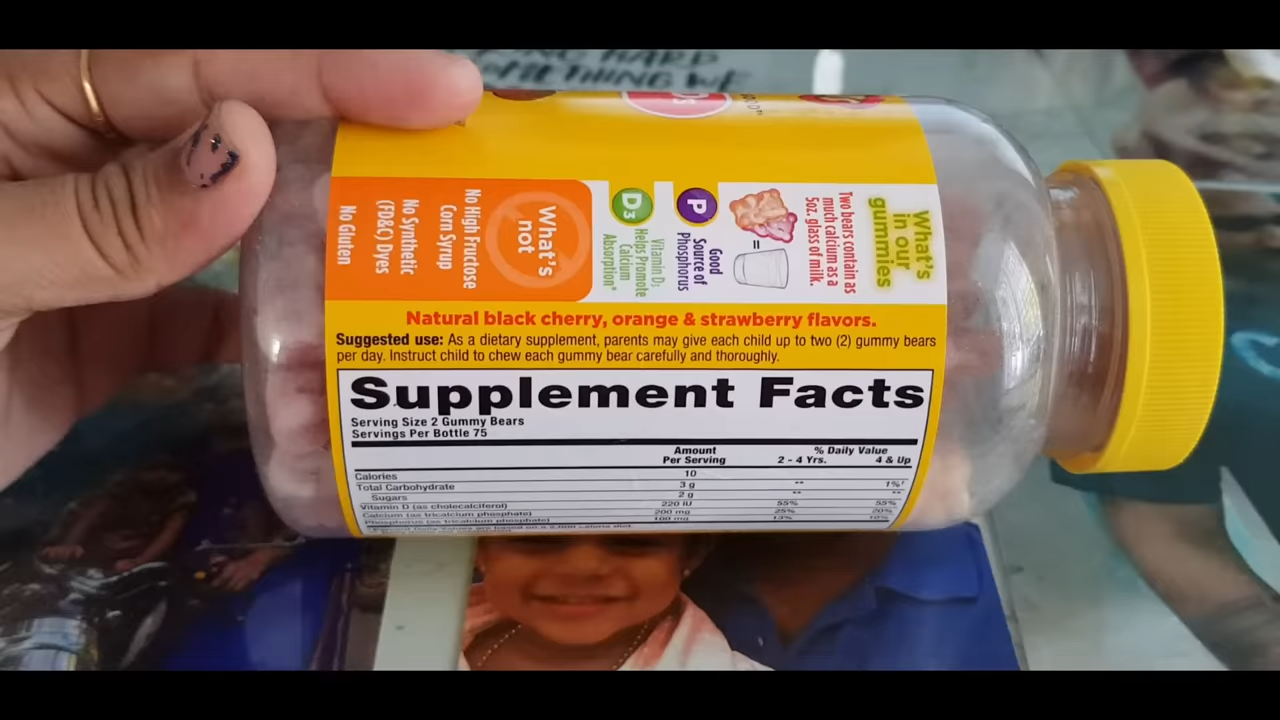 NG HARD
OMETHING WE
What's
in our
gummies
Two bears contain as
much calcium as a
5oz. glass of milk.
=
P
Good
Source of
Phosphorus
D3
Vitamin D3
Helps Promote
Calcium
Absorption*
What's
not
No High Fructose
Corn Syrup
No Synthetic
(FD&C) Dyes
No Gluten
Natural black cherry, orange & strawberry flavors.
Suggested use: As a dietary supplement, parents may give each child up to two (2) gummy bears
per day. Instruct child to chew each gummy bear carefully and thoroughly.
Supplement Facts
Serving Size 2 Gummy Bears
Servings Per Bottle 75
Amount % Daily Value
Per Serving 2 - 4 Yrs. 4 & Up
Calories 10
Total Carbohydrate 3 g ** 1%†
Sugars 2 g ** **
Vitamin D (as cholecalciferol) 220 IU 55% 55%
Calcium (as tricalcium phosphate) 200 mg 25% 20%
Phosphorus (as tricalcium phosphate) 100 mg 13% 10%